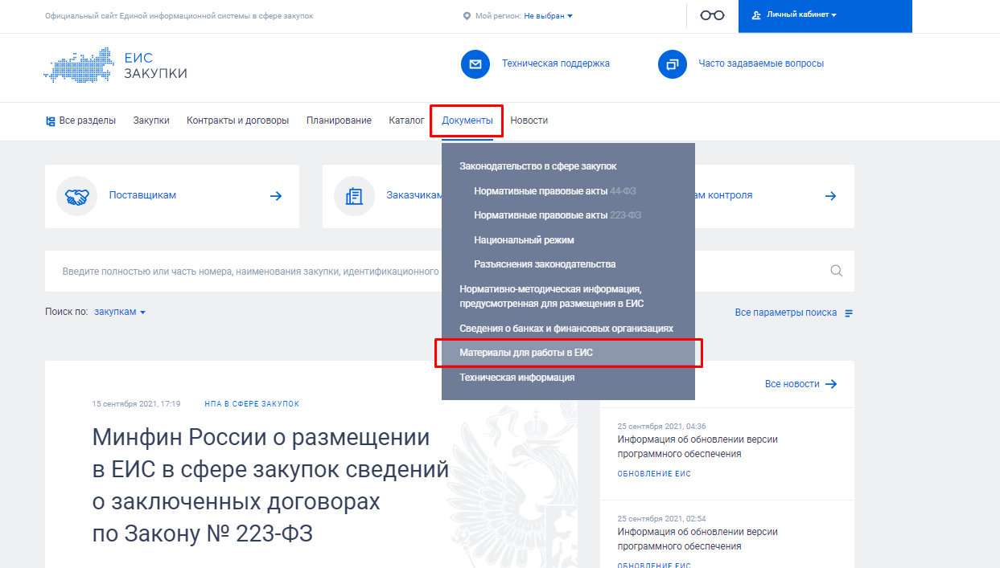 Официальный сайт Единой информационной системы в сфере закупок
Мой регион: Не выбран
Личный кабинет
ЕИС
ЗАКУПКИ
Техническая поддержка
Часто задаваемые вопросы
Все разделы
Закупки
Контракты и договоры
Планирование
Каталог
Документы
Новости
Законодательство в сфере закупок
Нормативные правовые акты 44-ФЗ
Нормативные правовые акты 223-ФЗ
Национальный режим
Разъяснения законодательства
Нормативно-методическая информация,
предусмотренная для размещения в ЕИС
Сведения о банках и финансовых организациях
Материалы для работы в ЕИС
Техническая информация
Поставщикам
Заказчикам
ам контроля
Введите полностью или часть номера, наименования закупки, идентификационного
Поиск по: закупкам
Все параметры поиска
15 сентября 2021, 17:19
НПА В СФЕРЕ ЗАКУПОК
Минфин России о размещении
в ЕИС в сфере закупок сведений
о заключенных договорах
по Закону № 223-ФЗ
Все новости
25 сентября 2021, 04:36
Информация об обновлении версии
программного обеспечения
ОБНОВЛЕНИЕ ЕИС
25 сентября 2021, 02:54
Информация об обновлении версии
программного обеспечения
ОБНОВЛЕНИЕ ЕИС